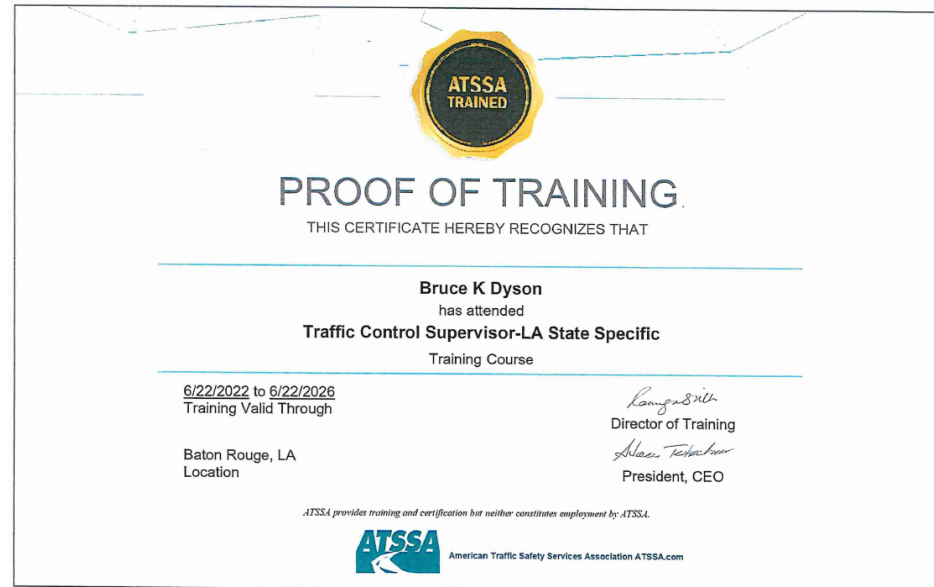 ATSSA
TRAINED
PROOF OF TRAINING
THIS CERTIFICATE HEREBY RECOGNIZES THAT
Bruce K Dyson
has attended
Traffic Control Supervisor-LA State Specific
Training Course
6/22/2022 to 6/22/2026
Training Valid Through
Baton Rouge, LA
Location
Director of Training
President, CEO
ATSSA provides training and certification but neither constitutes employment by ATSSA.
ATSSA
American Traffic Safety Services Association ATSSA.com